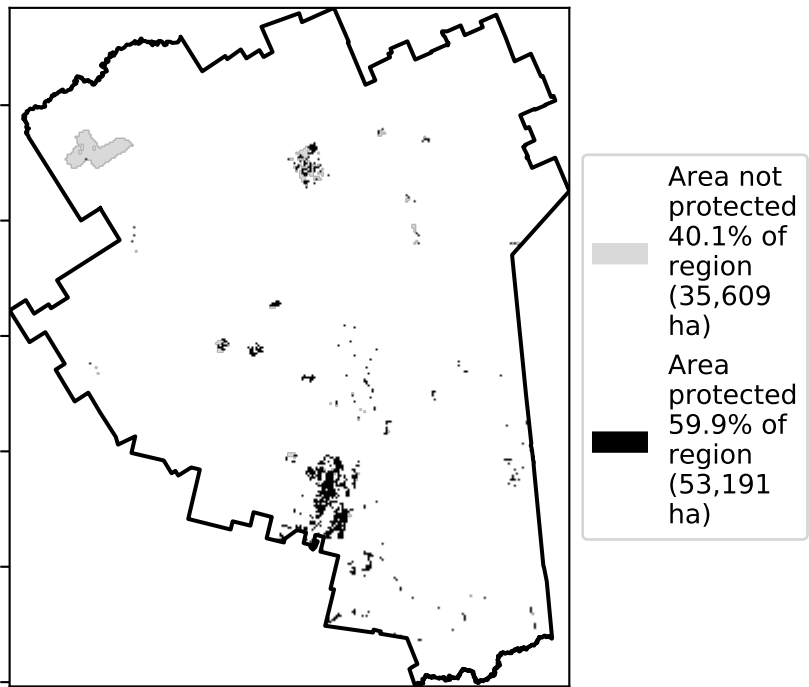 Area not
protected
40.1% of
region
(35,609
ha)
Area
protected
59.9% of
region
(53,191
ha)